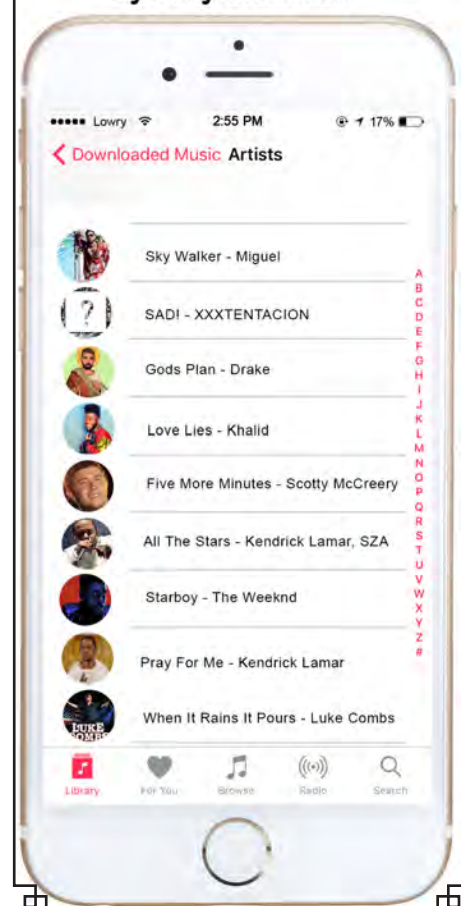 Lowry 2:55 PM 17%
Downloaded Music Artists
Sky Walker - Miguel
?
SAD! - XXXTENTACION
Gods Plan - Drake
Love Lies - Khalid
Five More Minutes - Scotty McCreery
All The Stars - Kendrick Lamar, SZA
Starboy - The Weeknd
Pray For Me - Kendrick Lamar
When It Rains It Pours - Luke Combs
LUKE
COMBS
A
B
C
D
E
F
G
H
I
J
K
L
M
N
O
P
Q
R
S
T
U
V
W
X
Y
Z
#
Library For You Browse Radio Search